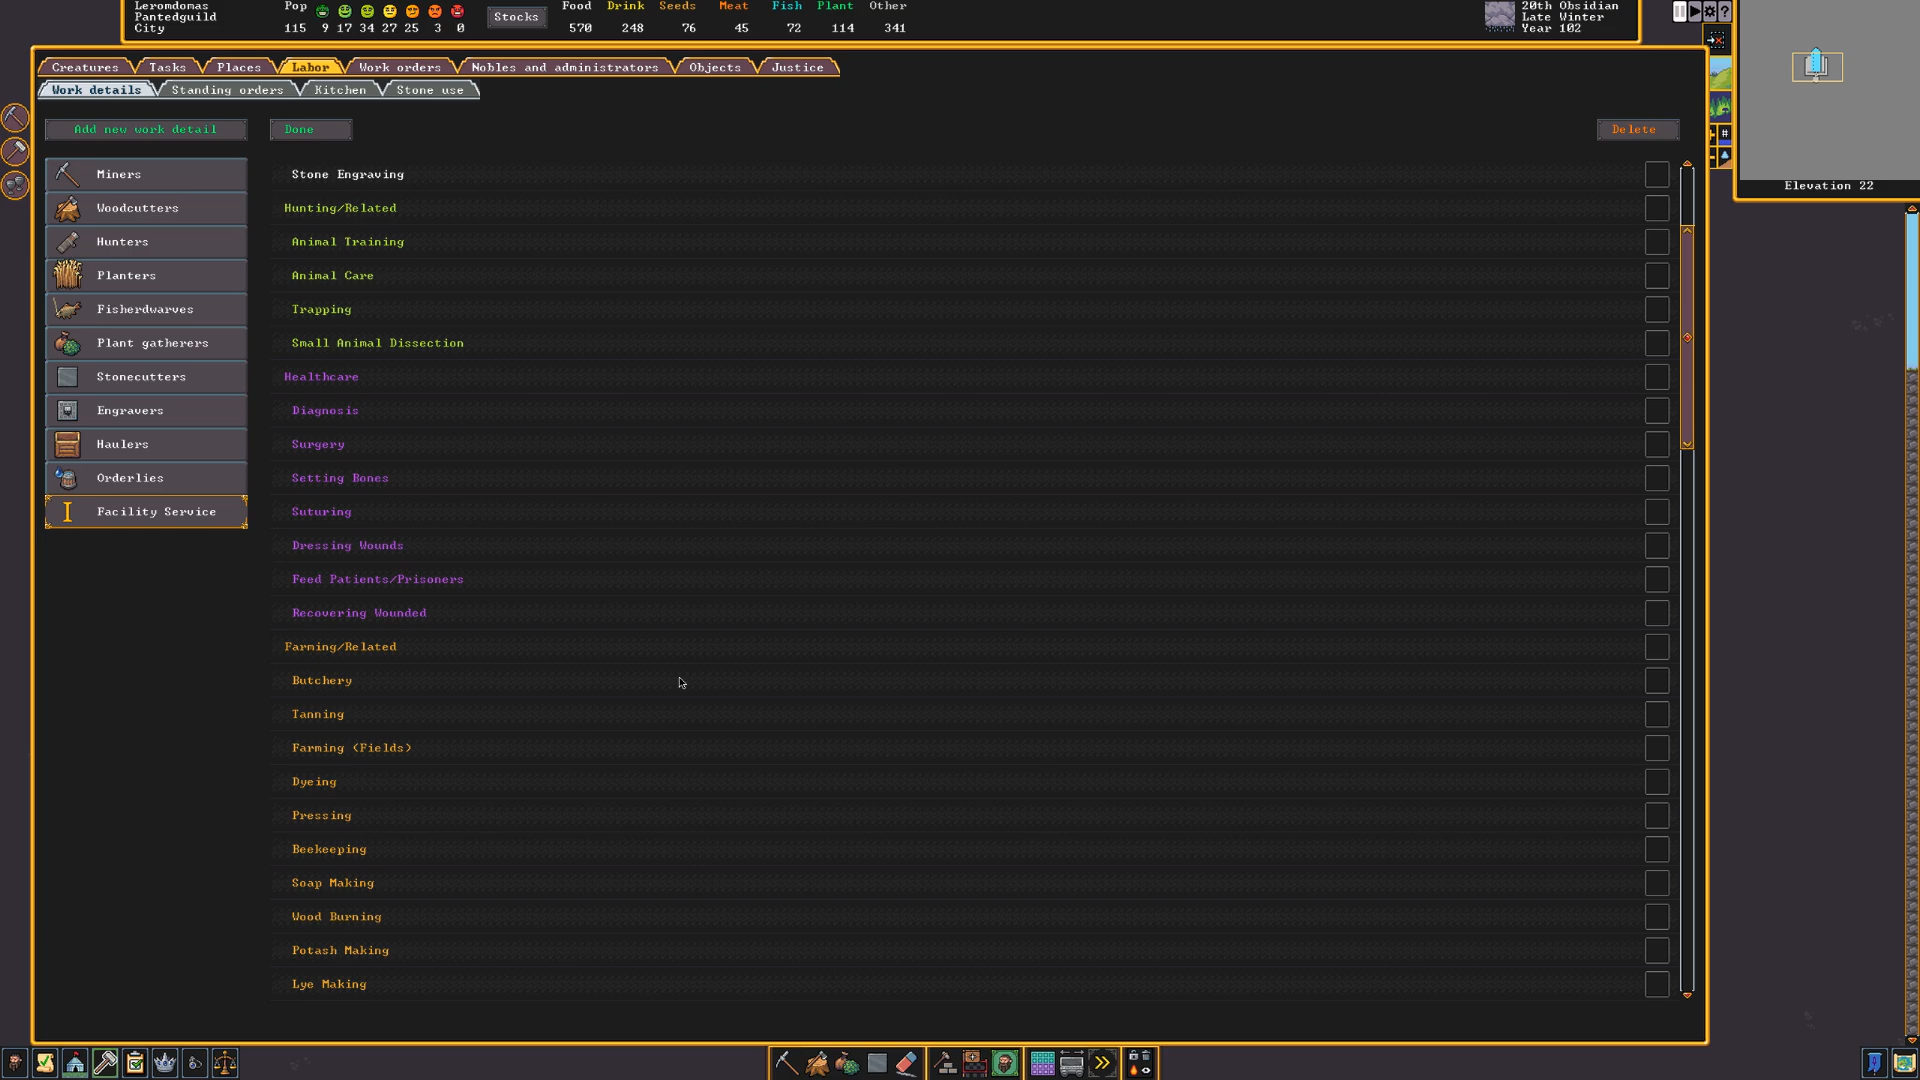 Leromdomas
Pantedguild
City
Pop
115 9 17 34 27 25 3 0
Stocks
Food Drink Seeds Meat Fish Plant Other
570 248 76 45 72 114 341
20th Obsidian
Late Winter
Year 102
?
Creatures Tasks Places Labor Work orders Nobles and administrators Objects Justice
Work details Standing orders Kitchen Stone use
Add new work detail Done Delete
#
Elevation 22
Miners
Woodcutters
Hunters
Planters
Fisherdwarves
Plant gatherers
Stonecutters
Engravers
Haulers
Orderlies
Facility Service
Stone Engraving
Hunting/Related
Animal Training
Animal Care
Trapping
Small Animal Dissection
Healthcare
Diagnosis
Surgery
Setting Bones
Suturing
Dressing Wounds
Feed Patients/Prisoners
Recovering Wounded
Farming/Related
Butchery
Tanning
Farming (Fields)
Dyeing
Pressing
Beekeeping
Soap Making
Wood Burning
Potash Making
Lye Making